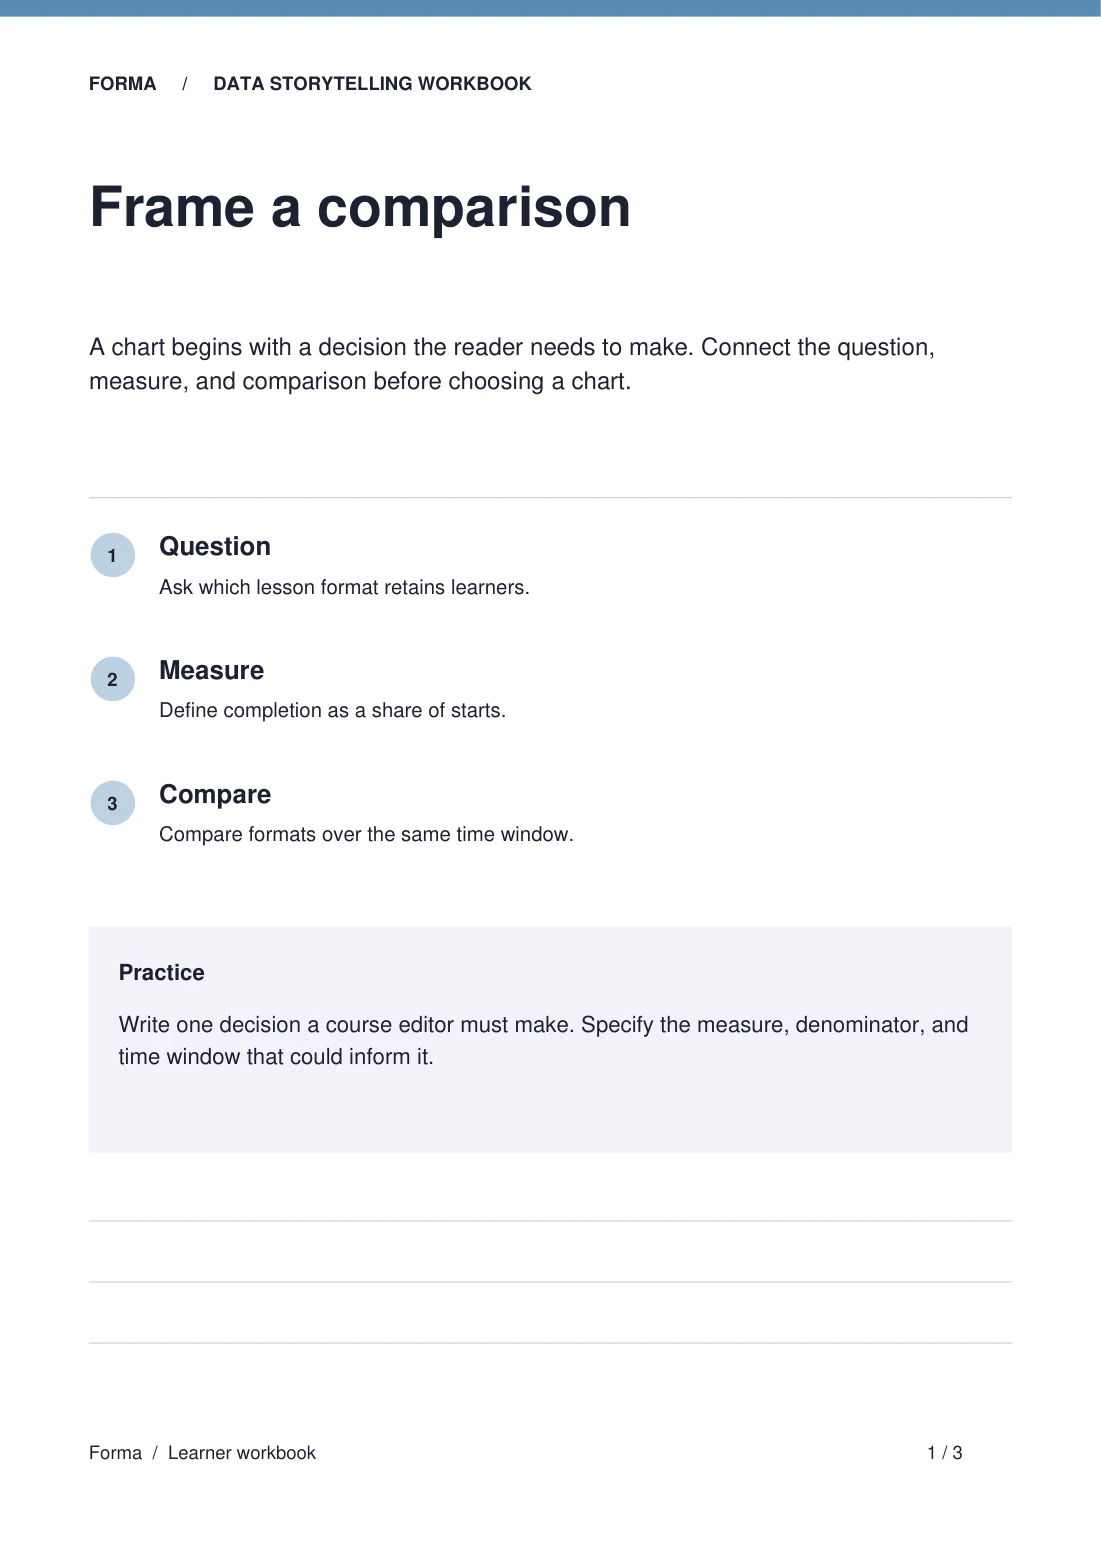 FORMA / DATA STORYTELLING WORKBOOK
Frame a comparison
A chart begins with a decision the reader needs to make. Connect the question,
measure, and comparison before choosing a chart.
1 Question
Ask which lesson format retains learners.
2 Measure
Define completion as a share of starts.
3 Compare
Compare formats over the same time window.
Practice
Write one decision a course editor must make. Specify the measure, denominator, and
time window that could inform it.
Forma / Learner workbook 1 / 3